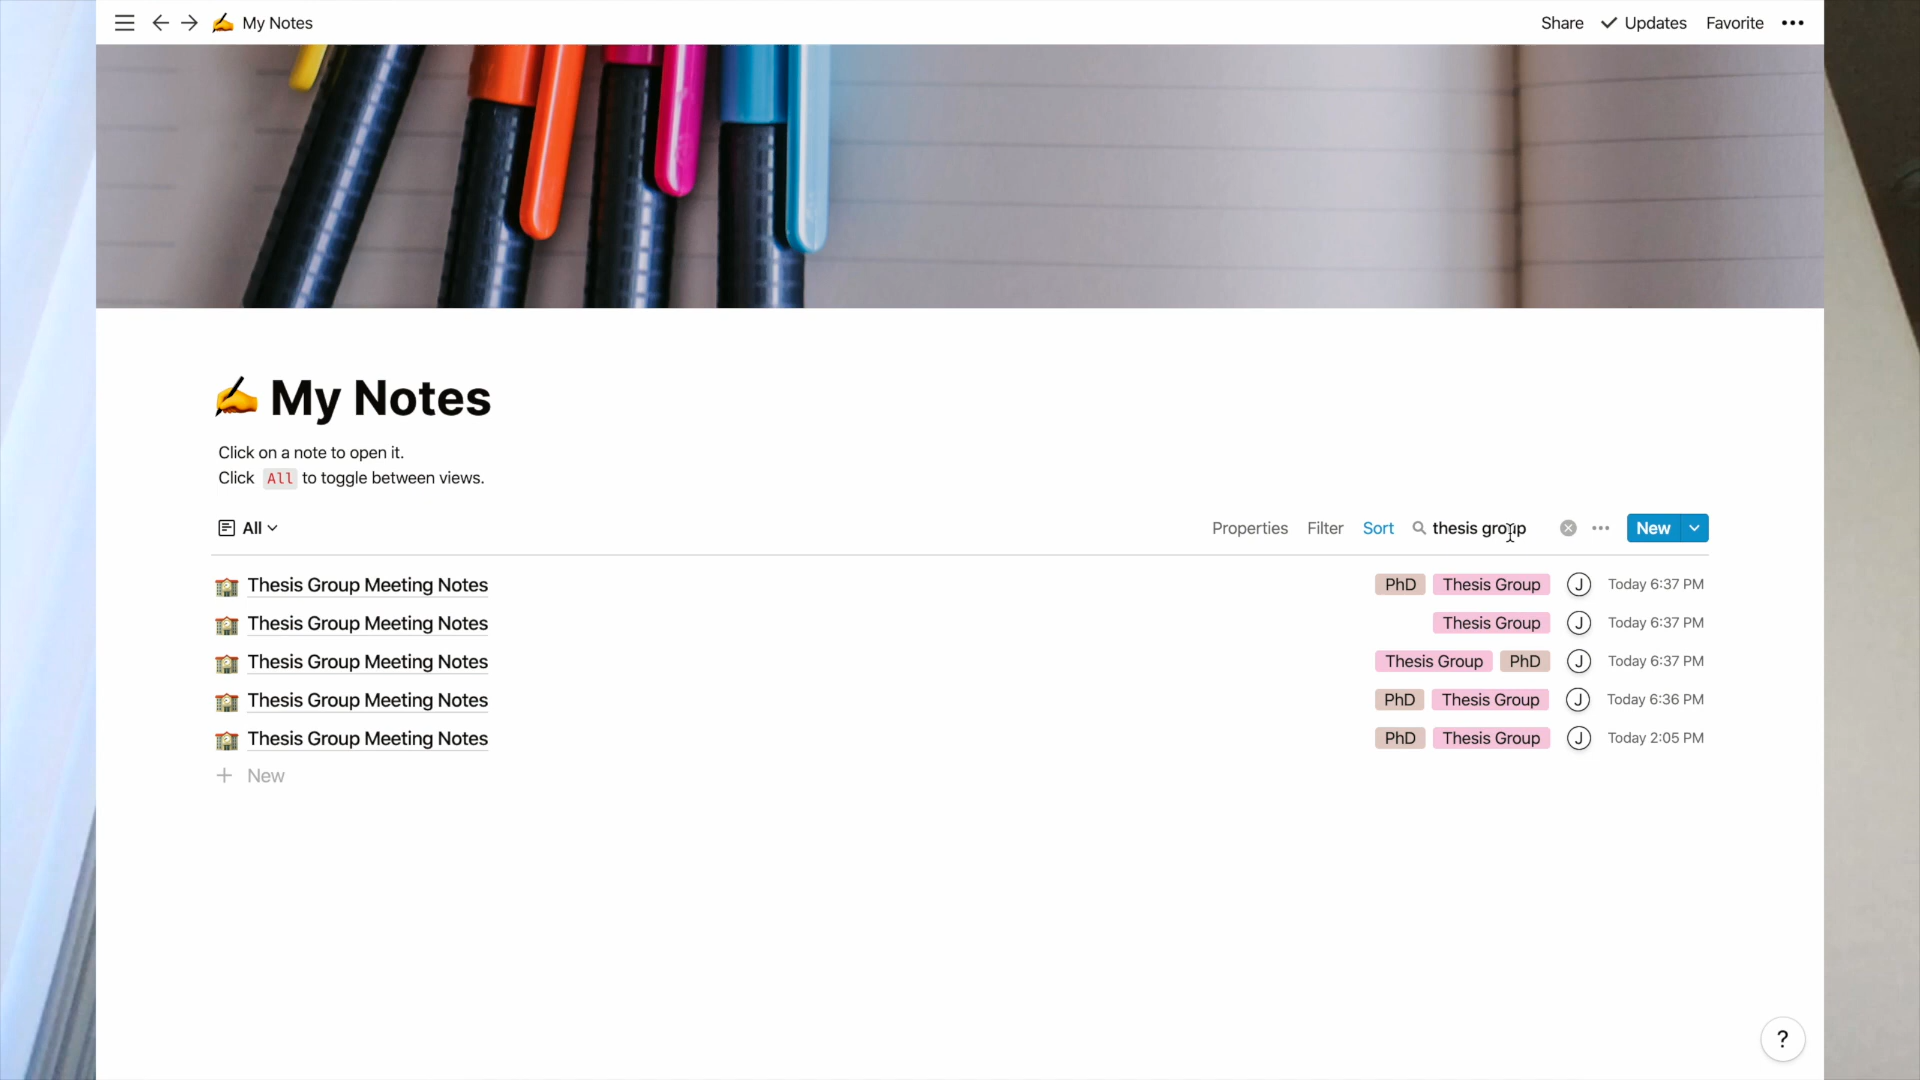 My Notes
Share Updates Favorite
My Notes
Click on a note to open it.
Click All to toggle between views.
All Properties Filter Sort thesis group New
Thesis Group Meeting Notes PhD Thesis Group J Today 6:37 PM
Thesis Group Meeting Notes Thesis Group J Today 6:37 PM
Thesis Group Meeting Notes Thesis Group PhD J Today 6:37 PM
Thesis Group Meeting Notes PhD Thesis Group J Today 6:36 PM
Thesis Group Meeting Notes PhD Thesis Group J Today 2:05 PM
+ New
?